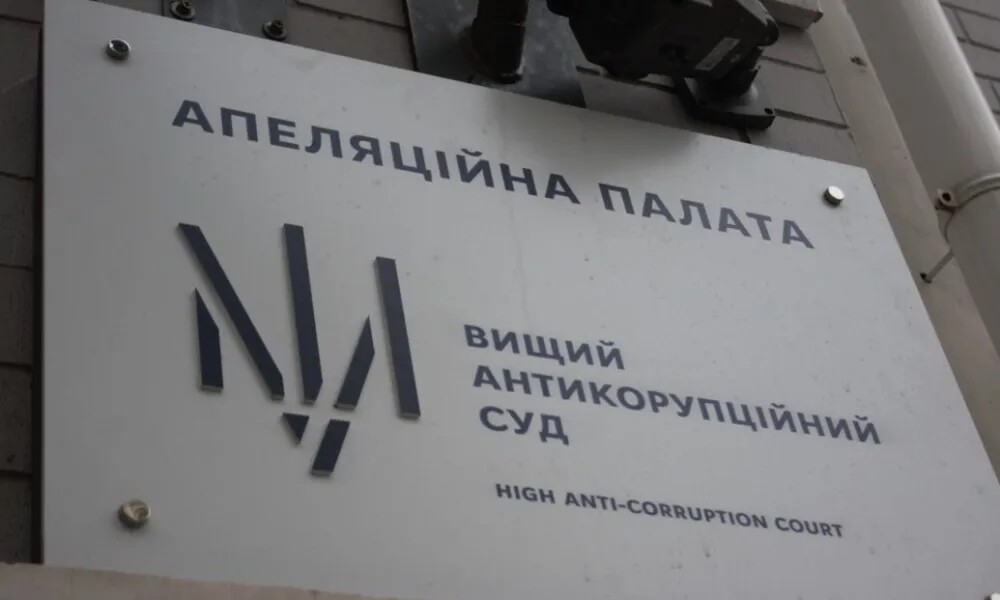 АПЕЛЯЦІЙНА ПАЛАТА
ВИЩИЙ
АНТИКОРУПЦІЙНИЙ
СУД
HIGH ANTI-CORRUPTION COURT